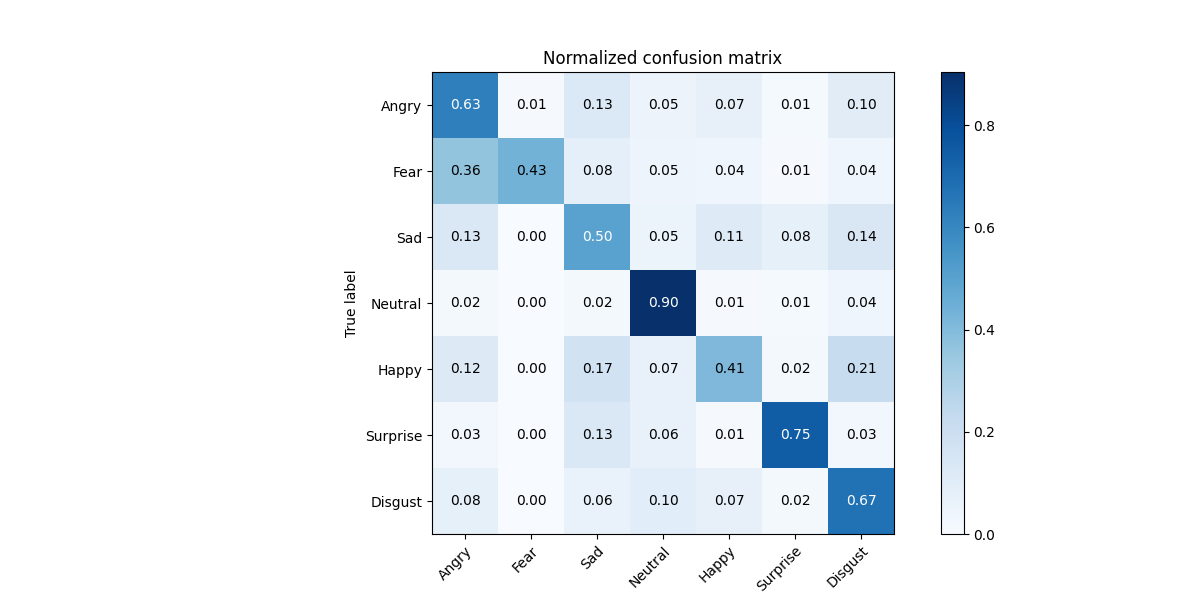 Normalized confusion matrix
Angry 0.63 0.01 0.13 0.05 0.07 0.01 0.10
Fear 0.36 0.43 0.08 0.05 0.04 0.01 0.04
Sad 0.13 0.00 0.50 0.05 0.11 0.08 0.14
Neutral 0.02 0.00 0.02 0.90 0.01 0.01 0.04
Happy 0.12 0.00 0.17 0.07 0.41 0.02 0.21
Surprise 0.03 0.00 0.13 0.06 0.01 0.75 0.03
Disgust 0.08 0.00 0.06 0.10 0.07 0.02 0.67
True label
Angry Fear Sad Neutral Happy Surprise Disgust
0.8
0.6
0.4
0.2
0.0